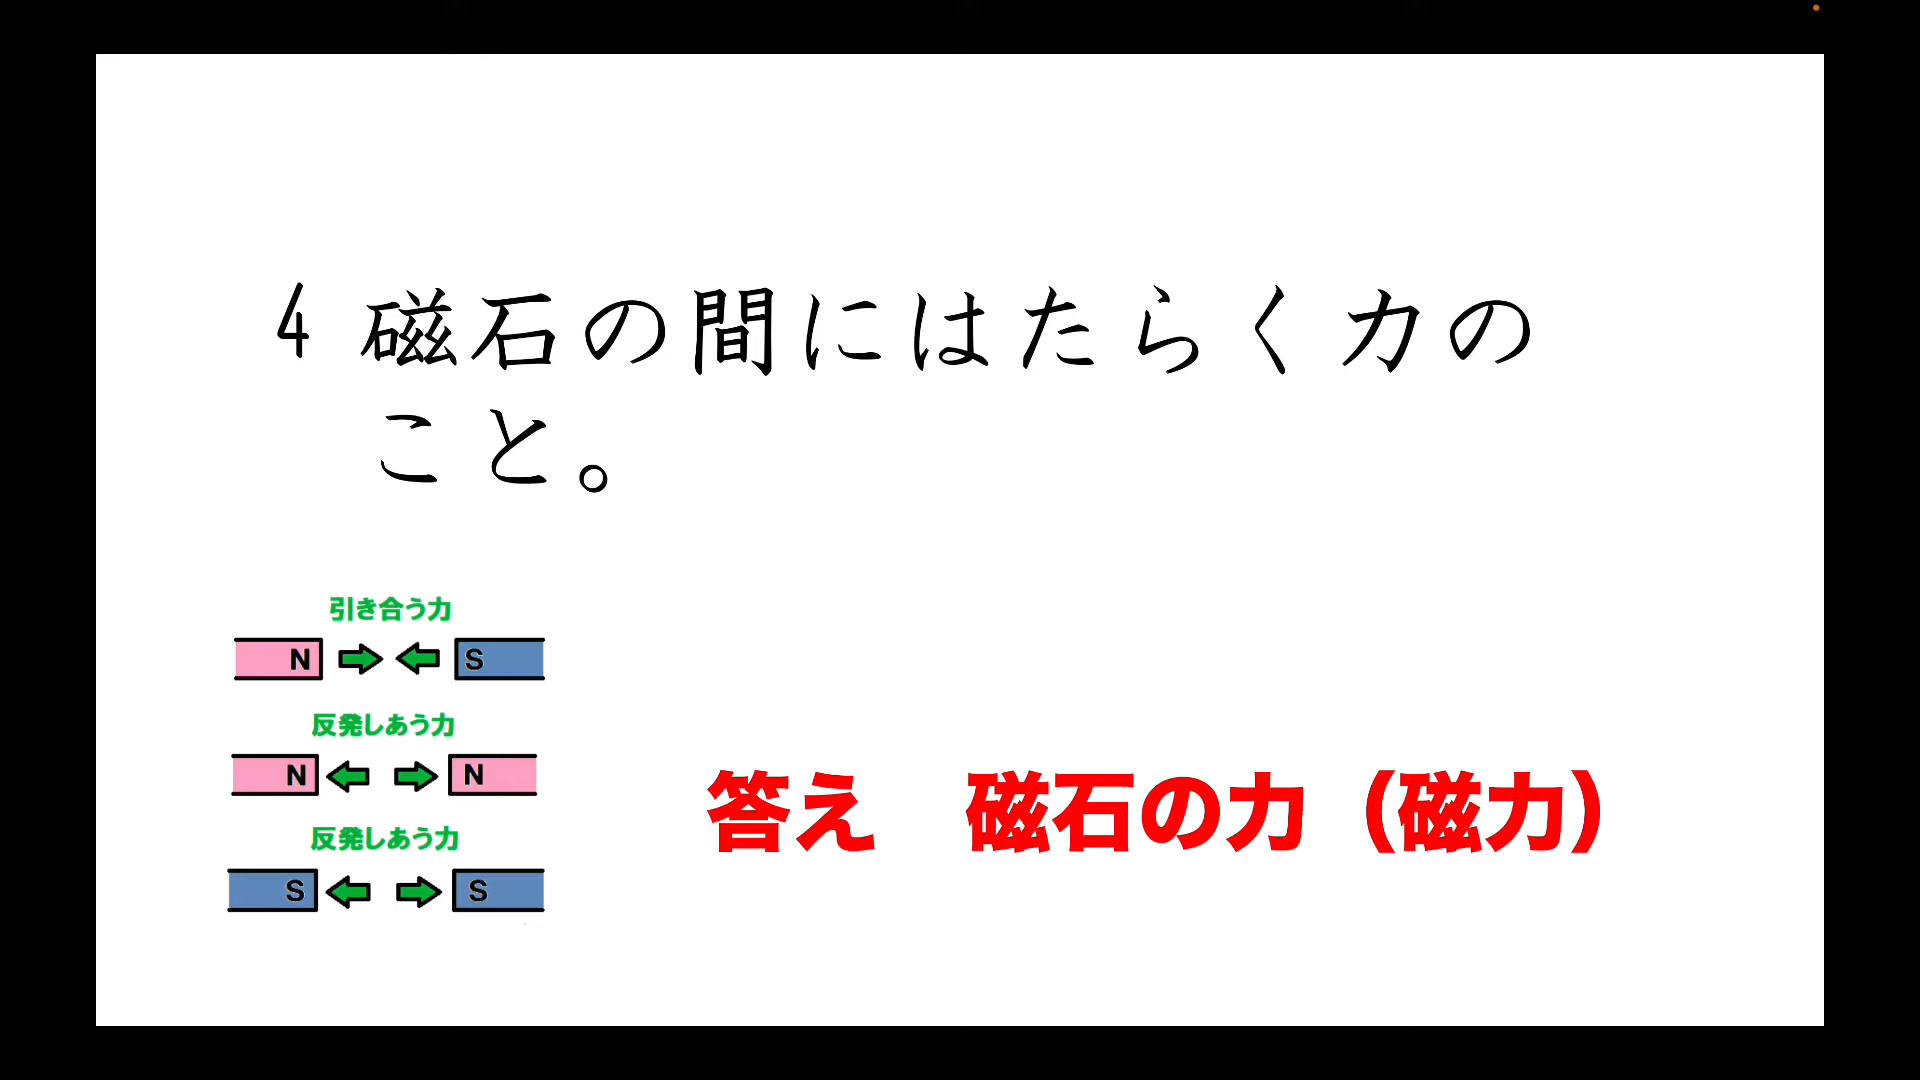 4 磁石の間にはたらく力の
こと。
引き合う力
N S
反発しあう力
N N
反発しあう力
S S
答え 磁石の力（磁力）